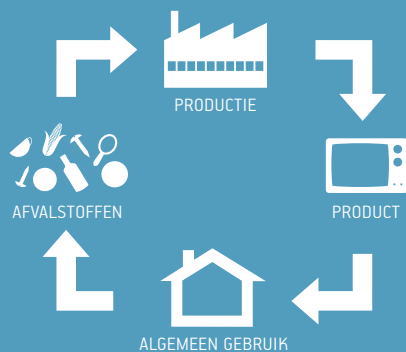 PRODUCTIE
PRODUCT
ALGEMEEN GEBRUIK
AFVALSTOFFEN